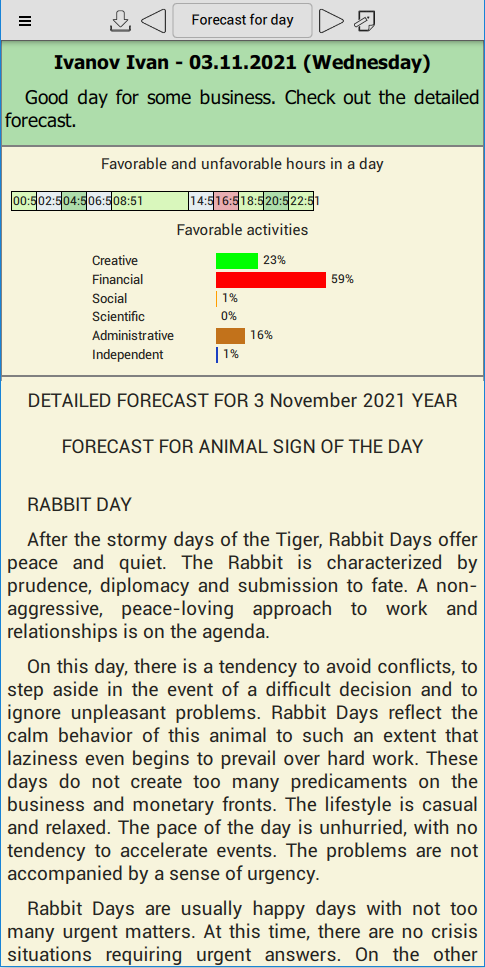 Forecast for day
Ivanov Ivan - 03.11.2021 (Wednesday)
Good day for some business. Check out the detailed
forecast.
Favorable and unfavorable hours in a day
00:5 02:5 04:5 06:5 08:51 14:5 16:5 18:5 20:5 22:51
Favorable activities
Creative 23%
Financial 59%
Social 1%
Scientific 0%
Administrative 16%
Independent 1%
DETAILED FORECAST FOR 3 November 2021 YEAR
FORECAST FOR ANIMAL SIGN OF THE DAY
RABBIT DAY
After the stormy days of the Tiger, Rabbit Days offer
peace and quiet. The Rabbit is characterized by
prudence, diplomacy and submission to fate. A non-
aggressive, peace-loving approach to work and
relationships is on the agenda.
On this day, there is a tendency to avoid conflicts, to
step aside in the event of a difficult decision and to
ignore unpleasant problems. Rabbit Days reflect the
calm behavior of this animal to such an extent that
laziness even begins to prevail over hard work. These
days do not create too many predicaments on the
business and monetary fronts. The lifestyle is casual
and relaxed. The pace of the day is unhurried, with no
tendency to accelerate events. The problems are not
accompanied by a sense of urgency.
Rabbit Days are usually happy days with not too
many urgent matters. At this time, there are no crisis
situations requiring urgent answers. On the other